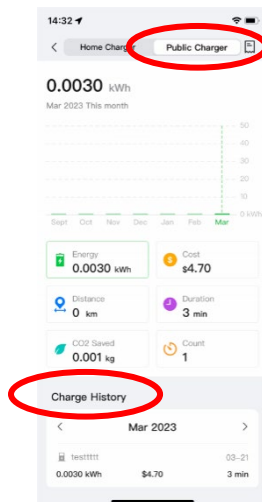 14:32
Home Charger Public Charger
0.0030 kWh
Mar 2023 This month
50
40
30
20
10
0 kWh
Sept Oct Nov Dec Jan Feb Mar
Energy
0.0030 kWh
Cost
$4.70
Distance
0 km
Duration
3 min
CO2 Saved
0.001 kg
Count
1
Charge History
< Mar 2023 >
testtttt 03-21
0.0030 kWh $4.70 3 min